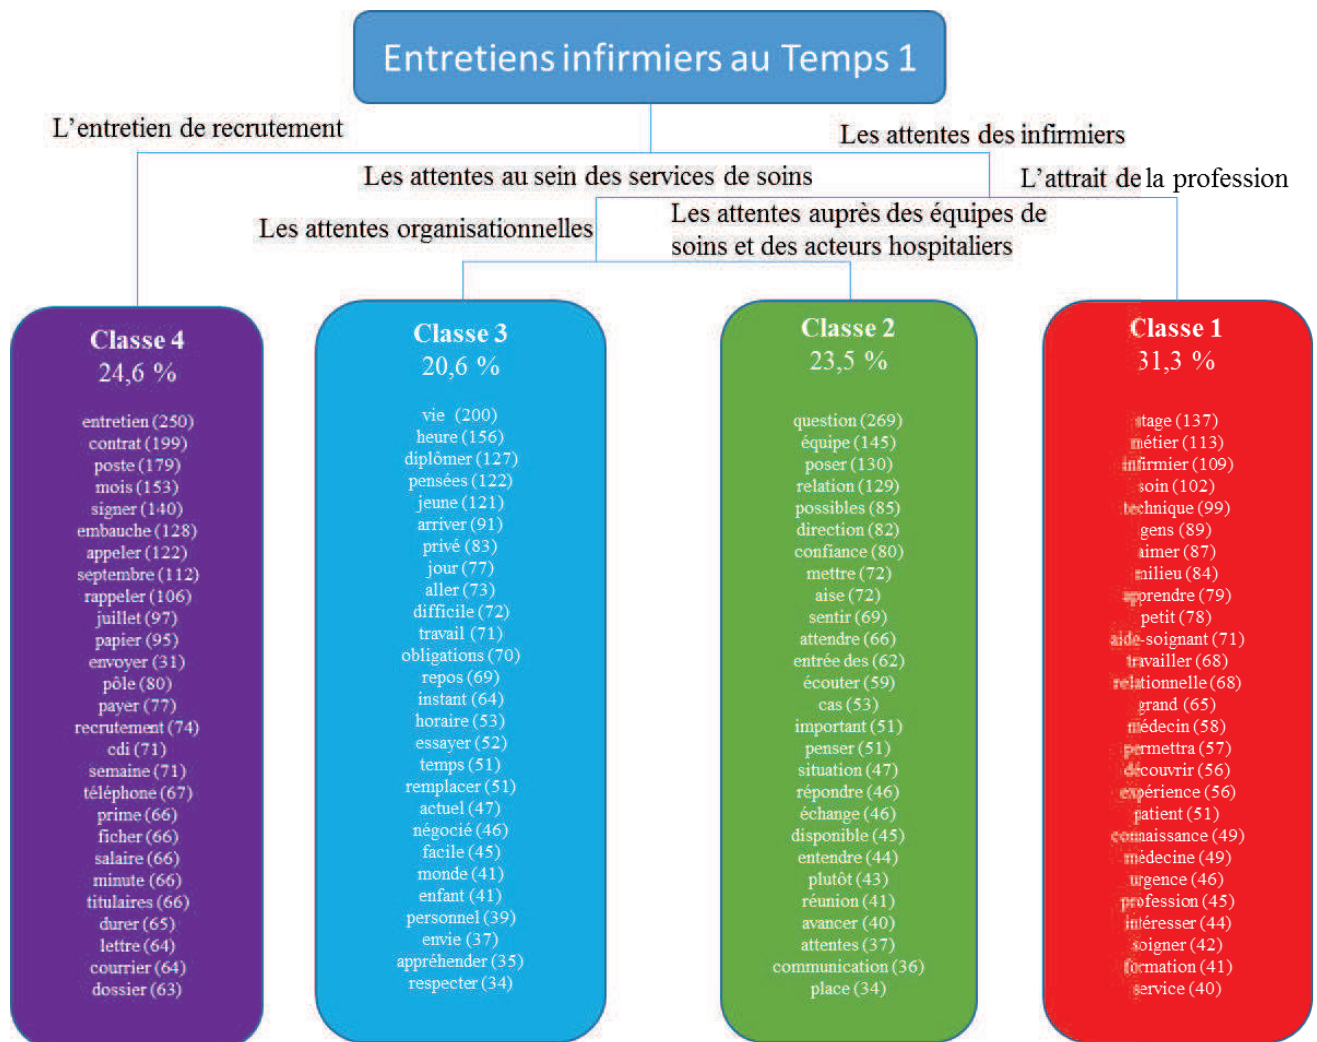 Entretiens infirmiers au Temps 1
L'entretien de recrutement
Les attentes des infirmiers
Les attentes au sein des services de soins
L'attrait de la profession
Les attentes organisationnelles
Les attentes auprès des équipes de
soins et des acteurs hospitaliers
Classe 4
24,6 %
entretien (250)
contrat (199)
poste (179)
mois (153)
signer (140)
embauche (128)
appeler (122)
septembre (112)
rappeler (106)
juillet (97)
papier (95)
envoyer (31)
pôle (80)
payer (77)
recrutement (74)
cdi (71)
semaine (71)
téléphone (67)
prime (66)
ficher (66)
salaire (66)
minute (66)
titulaires (66)
durer (65)
lettre (64)
courrier (64)
dossier (63)
Classe 3
20,6 %
vie (200)
heure (156)
diplômer (127)
pensées (122)
jeune (121)
arriver (91)
privé (83)
jour (77)
aller (73)
difficile (72)
travail (71)
obligations (70)
repos (69)
instant (64)
horaire (53)
essayer (52)
temps (51)
remplacer (51)
actuel (47)
négocié (46)
facile (45)
monde (41)
enfant (41)
personnel (39)
envie (37)
appréhender (35)
respecter (34)
Classe 2
23,5 %
question (269)
équipe (145)
poser (130)
relation (129)
possibles (85)
direction (82)
confiance (80)
mettre (72)
aise (72)
sentir (69)
attendre (66)
entrée des (62)
écouter (59)
cas (53)
important (51)
penser (51)
situation (47)
répondre (46)
échange (46)
disponible (45)
entendre (44)
plutôt (43)
réunion (41)
avancer (40)
attentes (37)
communication (36)
place (34)
Classe 1
31,3 %
stage (137)
métier (113)
infirmier (109)
soin (102)
technique (99)
gens (89)
aimer (87)
milieu (84)
apprendre (79)
petit (78)
aide-soignant (71)
travailler (68)
relationnelle (68)
grand (65)
médecin (58)
permettra (57)
découvrir (56)
expérience (56)
patient (51)
connaissance (49)
médecine (49)
urgence (46)
profession (45)
intéresser (44)
soigner (42)
formation (41)
service (40)